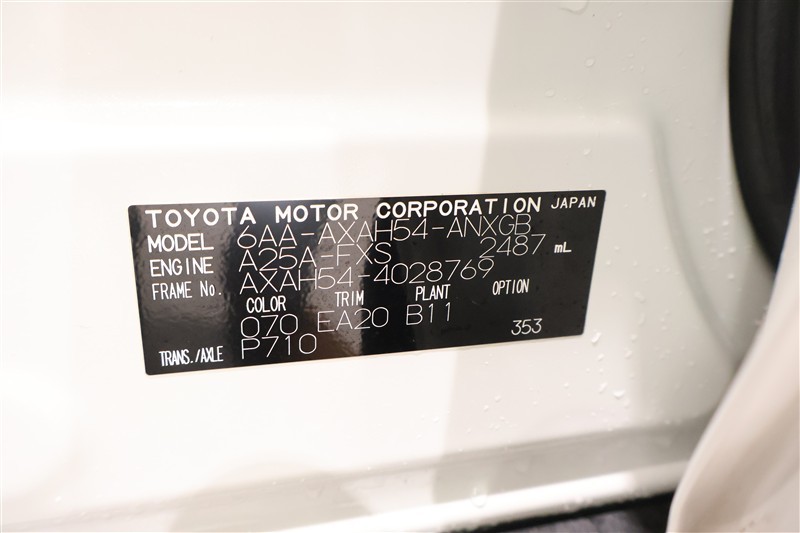 TOYOTA MOTOR CORPORATION JAPAN
MODEL 6AA-AXAH54-ANXGB
ENGINE A25A-FXS 2487 mL
FRAME No. AXAH54-4028769
COLOR TRIM PLANT OPTION
070 EA20 B11
TRANS./AXLE P710 353